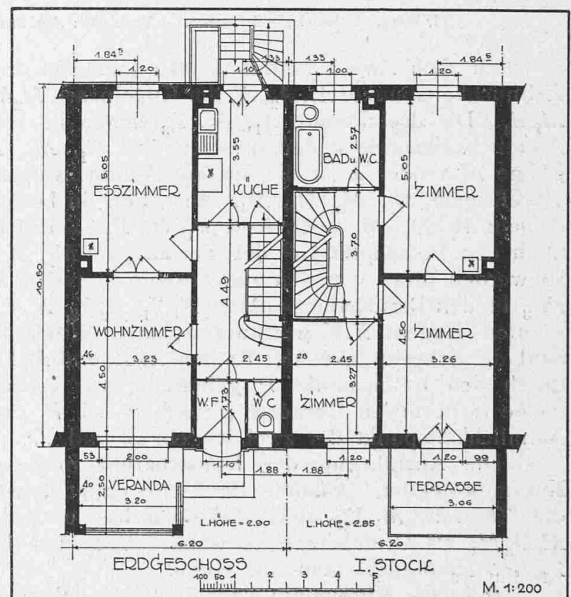 1.84⁵ 1.33 1.33 1.84⁵
1.20 1.10 1.00 1.20
5.05 3.55 2.57 5.05
BAD u. W.C.
ESSZIMMER KÜCHE ZIMMER
3.70
4.49
10.50
WOHNZIMMER ZIMMER
4.50 4.50
46 3.23 2.45 28 2.45 3.26
3.27
W.F. 1.73 W C ZIMMER
53 2.00 1.10 1.88 1.88 1.20 1.20 99
40 2.50 VERANDA TERRASSE
3.20 3.06
L.HÖHE = 2.90 L.HÖHE = 2.85
6.20 6.20
ERDGESCHOSS I. STOCK
100 50 1 2 3 4 5
M. 1:200